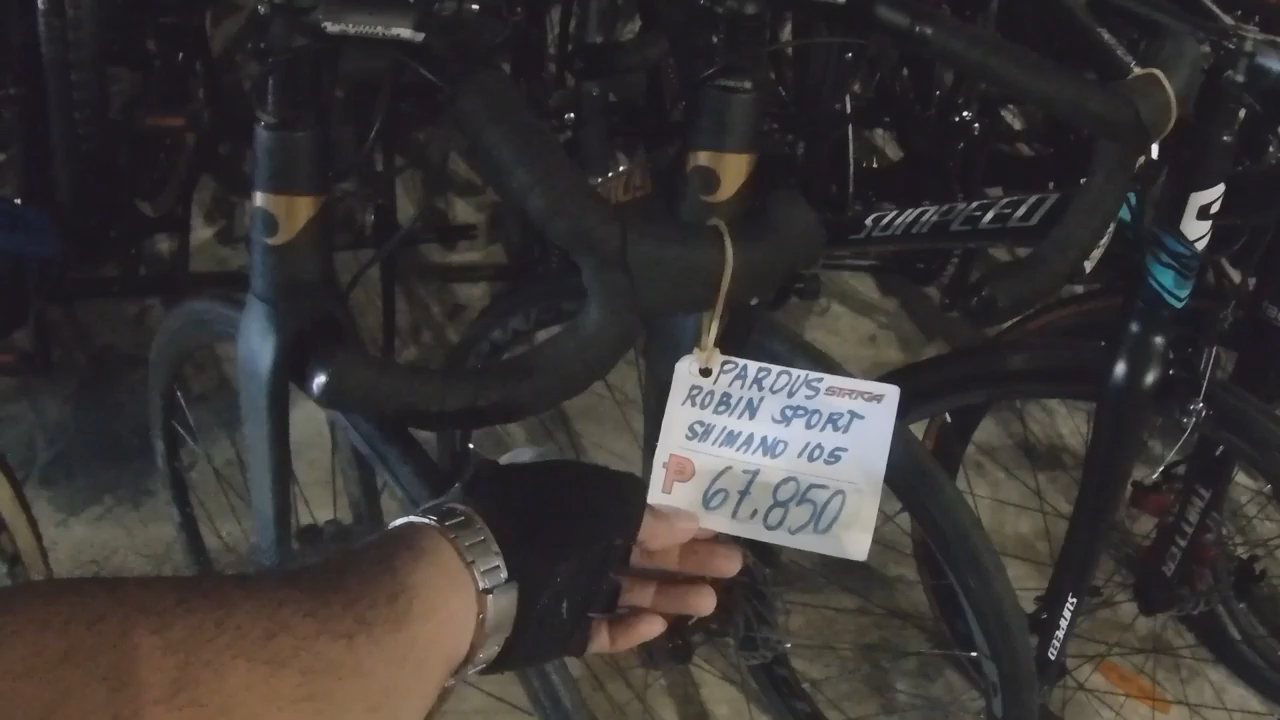 SUNPEED
PARDUS STRIGA
ROBIN SPORT
SHIMANO 105
₱ 67.850
SUNPEED